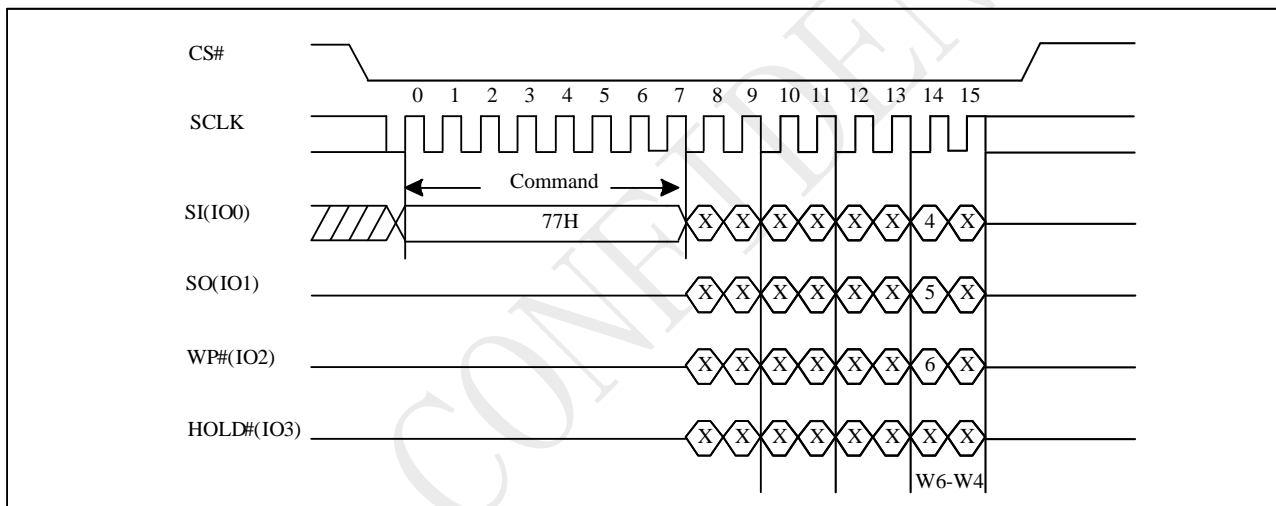 CS#
0 1 2 3 4 5 6 7 8 9 10 11 12 13 14 15
SCLK
Command
SI(IO0) 77H X X X X X X 4 X
SO(IO1) X X X X X X 5 X
WP#(IO2) X X X X X X 6 X
HOLD#(IO3) X X X X X X X X
W6-W4
CONFIDEN